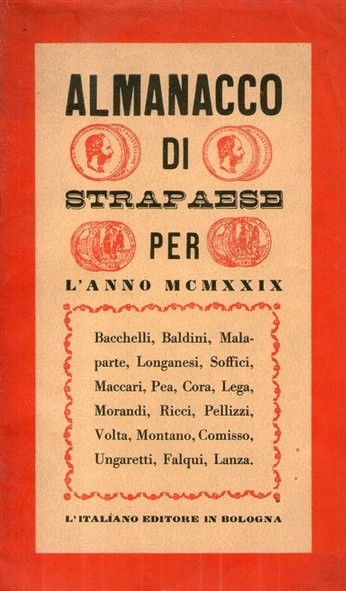 ALMANACCO
DI
STRAPAESE
PER
L'ANNO MCMXXIX
Bacchelli, Baldini, Mala-
parte, Longanesi, Soffici,
Maccari, Pea, Cora, Lega,
Morandi, Ricci, Pellizzi,
Volta, Montano, Comisso,
Ungaretti, Falqui, Lanza.
L'ITALIANO EDITORE IN BOLOGNA